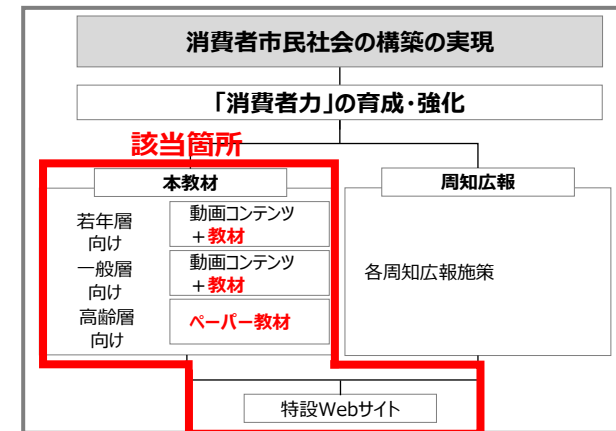 消費者市民社会の構築の実現
「消費者力」の育成・強化
該当箇所
本教材
若年層
向け
動画コンテンツ
+教材
一般層
向け
動画コンテンツ
+教材
高齢層
向け
ペーパー教材
周知広報
各周知広報施策
特設Webサイト